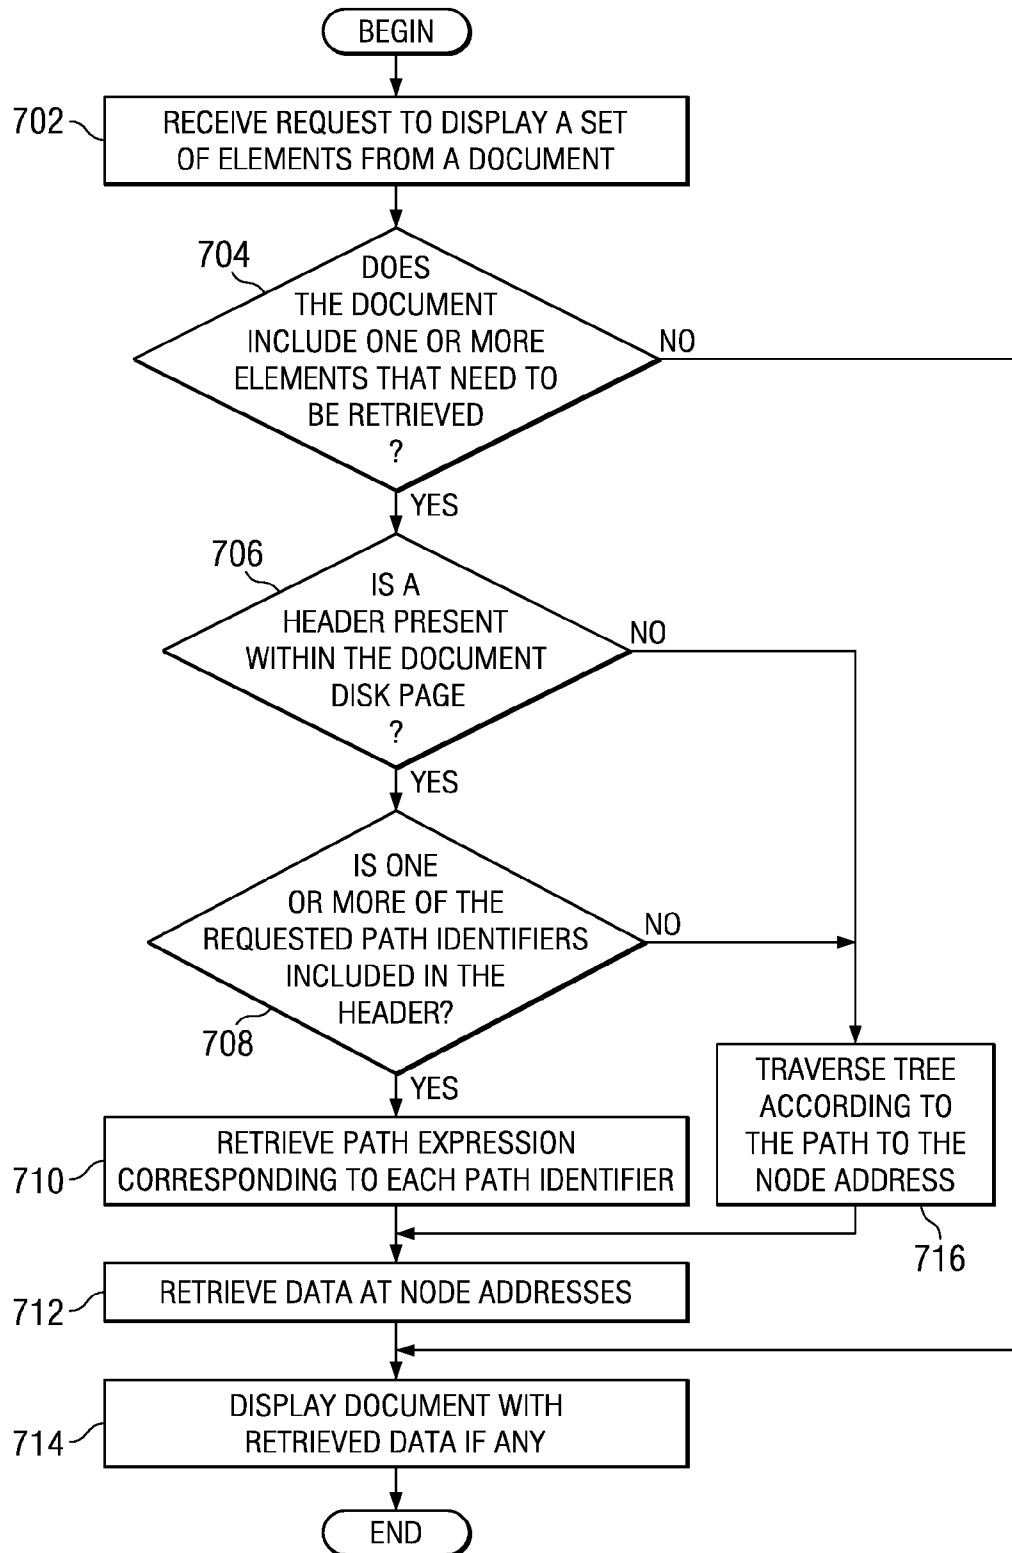 BEGIN
702
RECEIVE REQUEST TO DISPLAY A SET
OF ELEMENTS FROM A DOCUMENT
704
DOES
THE DOCUMENT
INCLUDE ONE OR MORE
ELEMENTS THAT NEED TO
BE RETRIEVED
?
NO
YES
706
IS A
HEADER PRESENT
WITHIN THE DOCUMENT
DISK PAGE
?
NO
YES
IS ONE
OR MORE OF THE
REQUESTED PATH IDENTIFIERS
INCLUDED IN THE
HEADER?
NO
708
YES
TRAVERSE TREE
ACCORDING TO
THE PATH TO THE
NODE ADDRESS
716
RETRIEVE PATH EXPRESSION
CORRESPONDING TO EACH PATH IDENTIFIER
710
RETRIEVE DATA AT NODE ADDRESSES
712
DISPLAY DOCUMENT WITH
RETRIEVED DATA IF ANY
714
END